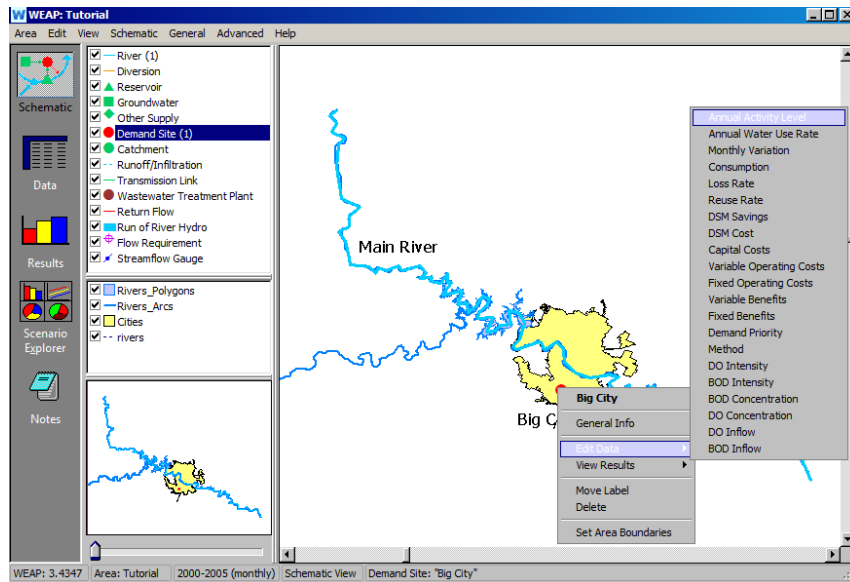 WEAP: Tutorial
Area Edit View Schematic General Advanced Help
Schematic
Data
Results
Scenario
Explorer
Notes
River (1)
Diversion
Reservoir
Groundwater
Other Supply
Demand Site (1)
Catchment
Runoff/Infiltration
Transmission Link
Wastewater Treatment Plant
Return Flow
Run of River Hydro
Flow Requirement
Streamflow Gauge
Rivers_Polygons
Rivers_Arcs
Cities
rivers
Main River
Big C
Big City
General Info
Edit Data
View Results
Move Label
Delete
Set Area Boundaries
Annual Activity Level
Annual Water Use Rate
Monthly Variation
Consumption
Loss Rate
Reuse Rate
DSM Savings
DSM Cost
Capital Costs
Variable Operating Costs
Fixed Operating Costs
Variable Benefits
Fixed Benefits
Demand Priority
Method
DO Intensity
BOD Intensity
BOD Concentration
DO Concentration
DO Inflow
BOD Inflow
WEAP: 3.4347 Area: Tutorial 2000-2005 (monthly) Schematic View Demand Site: "Big City"